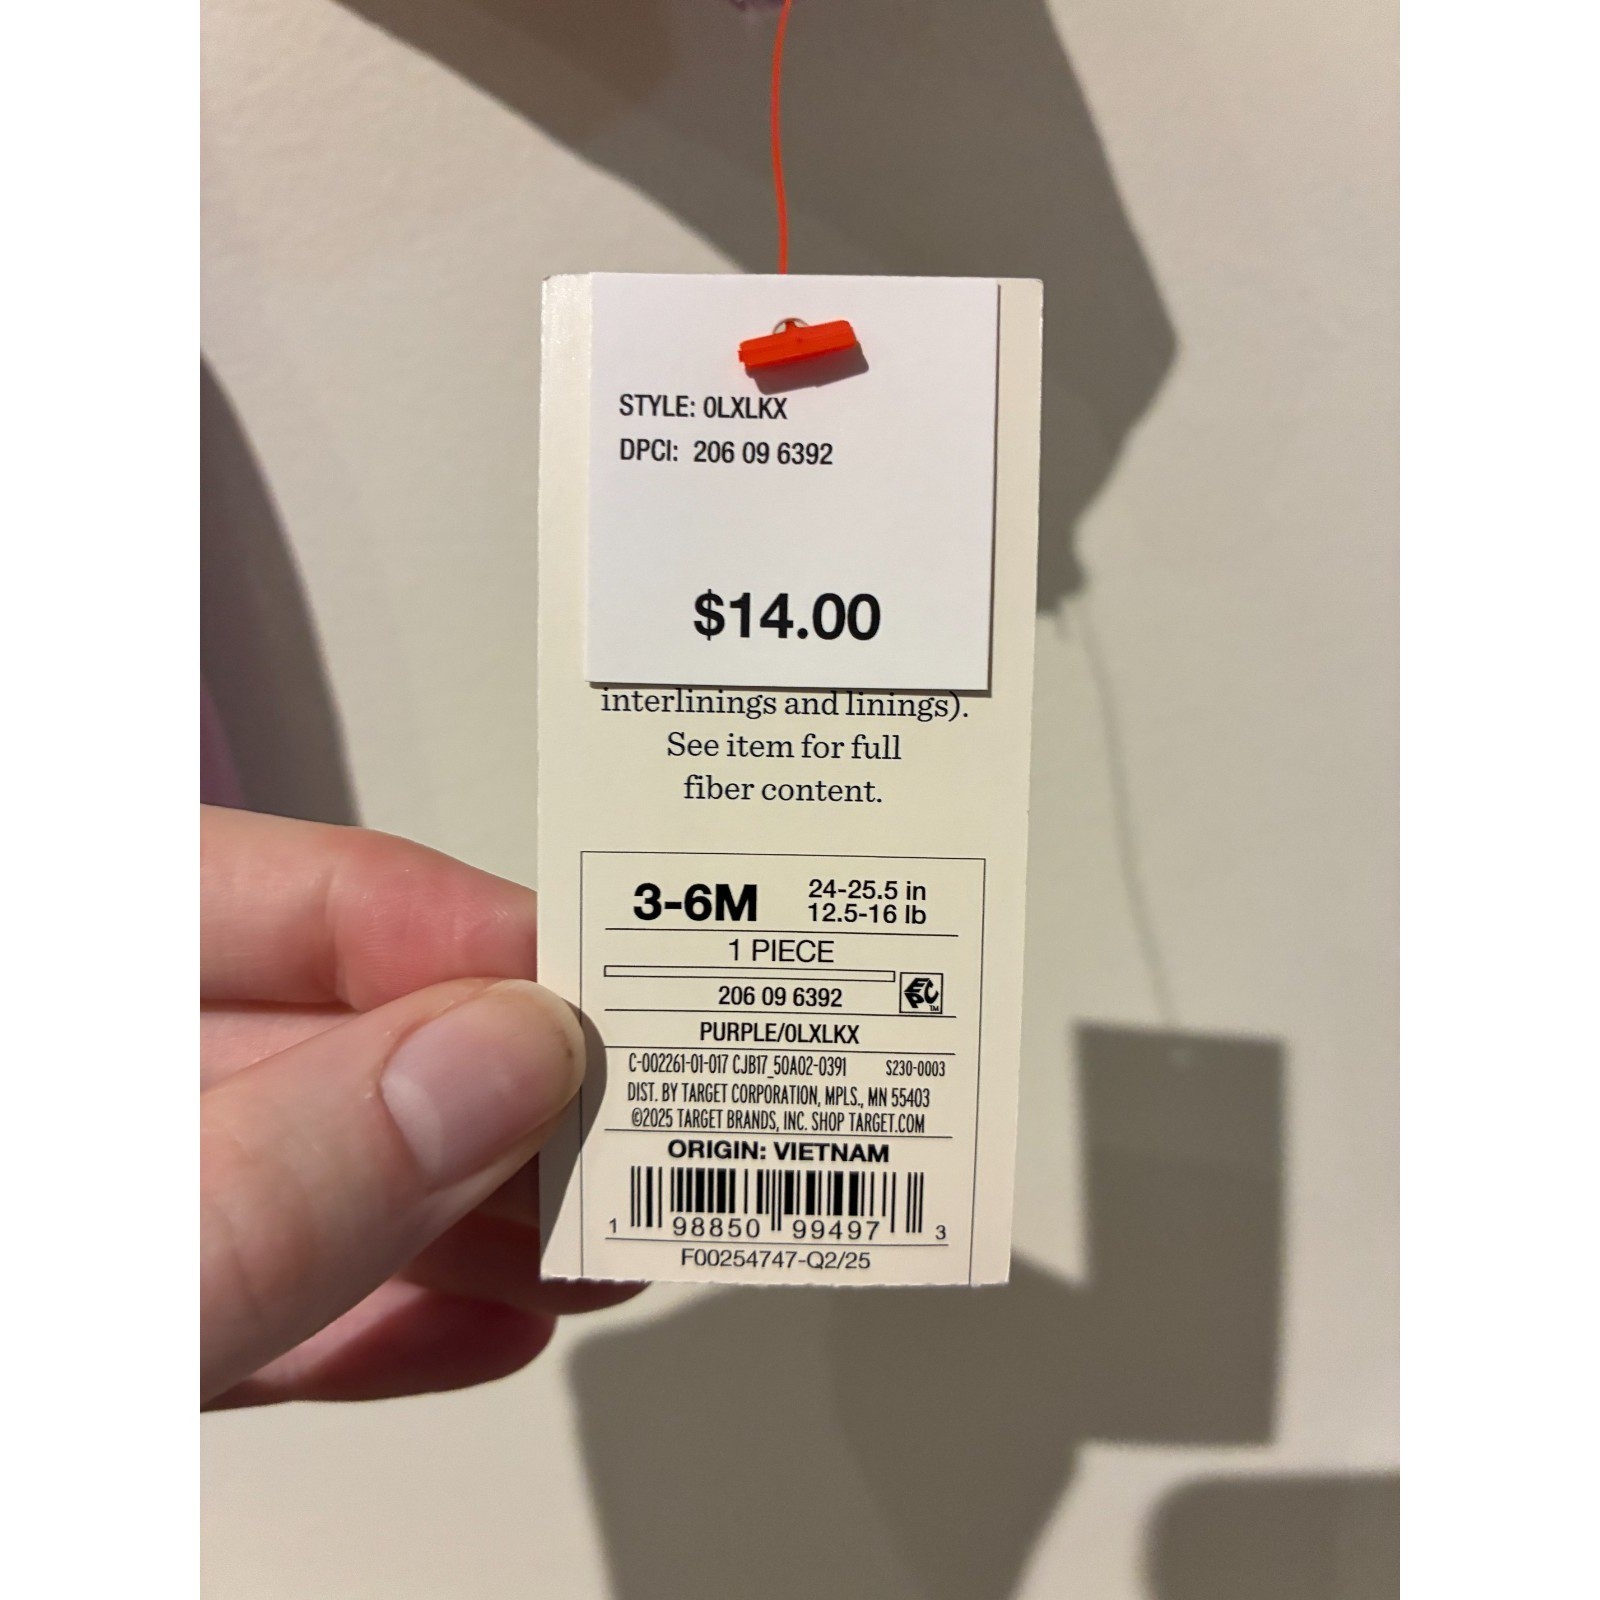 STYLE: 0LXLKX
DPCI: 206 09 6392
$14.00
interlinings and linings).
See item for full
fiber content.
3-6M 24-25.5 in
12.5-16 lb
1 PIECE
206 09 6392 EPC TM
PURPLE/0LXLKX
C-002261-01-017 CJB17_50A02-0391 S230-0003
DIST. BY TARGET CORPORATION, MPLS., MN 55403
©2025 TARGET BRANDS, INC. SHOP TARGET.COM
ORIGIN: VIETNAM
1 98850 99497 3
F00254747-Q2/25